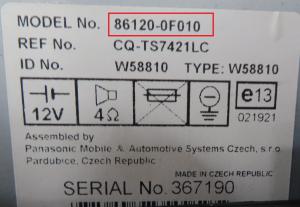 MODEL No. 86120-0F010
REF No. CQ-TS7421LC
ID No. W58810 TYPE: W58810
12V 4Ω e13
021921
Assembled by
Panasonic Mobile & Automotive Systems Czech, s.r.o
Pardubice, Czech Republic
MADE IN CZECH REPUBLIC
SERIAL No. 367190